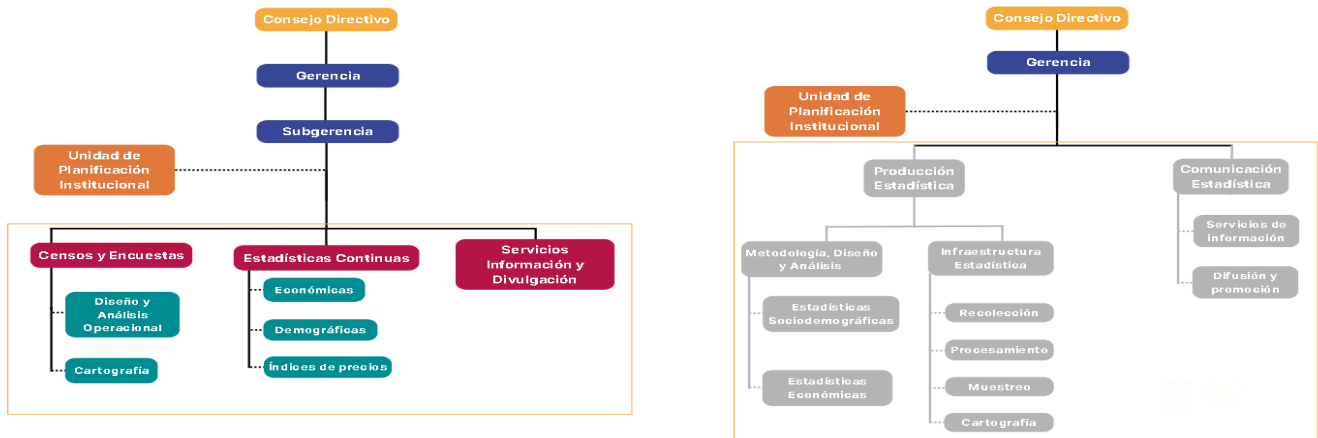 Consejo Directivo
Gerencia
Subgerencia
Unidad de
Planificación
Institucional
Censos y Encuestas
Diseño y
Análisis
Operacional
Cartografía
Estadísticas Continuas
Económicas
Demográficas
Índices de precios
Servicios
Información y
Divulgación
Consejo Directivo
Gerencia
Unidad de
Planificación
Institucional
Producción
Estadística
Metodología, Diseño
y Análisis
Estadísticas
Sociodemográficas
Estadísticas
Económicas
Infraestructura
Estadística
Recolección
Procesamiento
Muestreo
Cartografía
Comunicación
Estadística
Servicios de
información
Difusión y
promoción